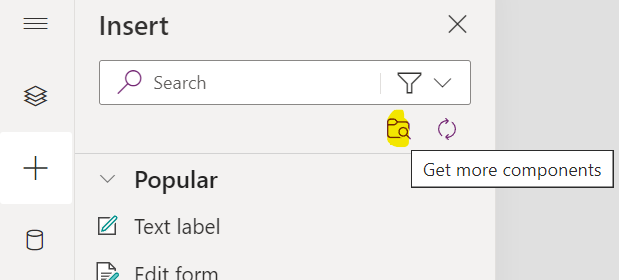 Insert
Search
Get more components
Popular
Text label
Edit form